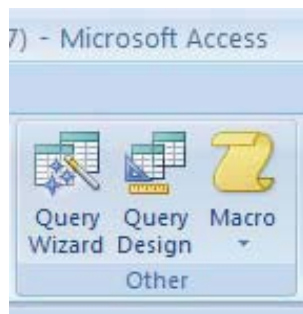 7) - Microsoft Access
Query Query Macro
Wizard Design
Other